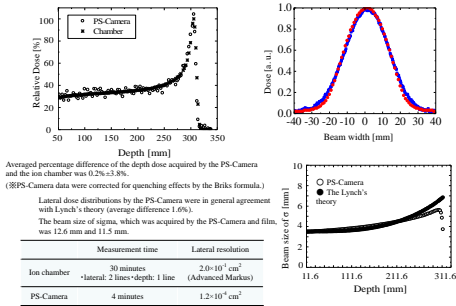 PS-Camera
Chamber
Relative Dose [%]
100
80
60
40
20
0
50 100 150 200 250 300 350
Depth [mm]
Dose [a. u.]
1.0
0.8
0.6
0.4
0.2
0.0
-40 -30 -20 -10 0 10 20 30 40
Beam width [mm]
Averaged percentage difference of the depth dose acquired by the PS-Camera
and the ion chamber was 0.2%±3.8%.
(※PS-Camera data were corrected for quenching effects by the Briks formula.)
Lateral dose distributions by the PS-Camera were in general agreement
with Lynch's theory (average difference 1.6%).
The beam size of sigma, which was acquired by the PS-Camera and film,
was 12.6 mm and 11.5 mm.
Measurement time Lateral resolution
Ion chamber
30 minutes
・lateral: 2 lines・depth: 1 line
2.0×10⁻¹ cm²
(Advanced Markus)
PS-Camera 4 minutes 1.2×10⁻⁴ cm²
Beam size of σ [mm]
10
8
6
4
2
0
PS-Camera
The Lynch's
theory
11.6 111.6 211.6 311.6
Depth [mm]